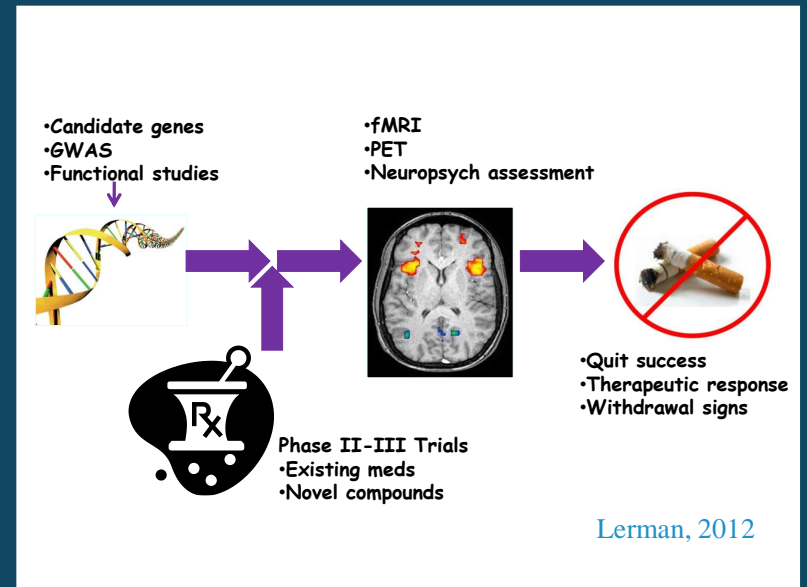 •Candidate genes
•GWAS
•Functional studies
•fMRI
•PET
•Neuropsych assessment
•Quit success
•Therapeutic response
•Withdrawal signs
Rx
Phase II-III Trials
•Existing meds
•Novel compounds
Lerman, 2012